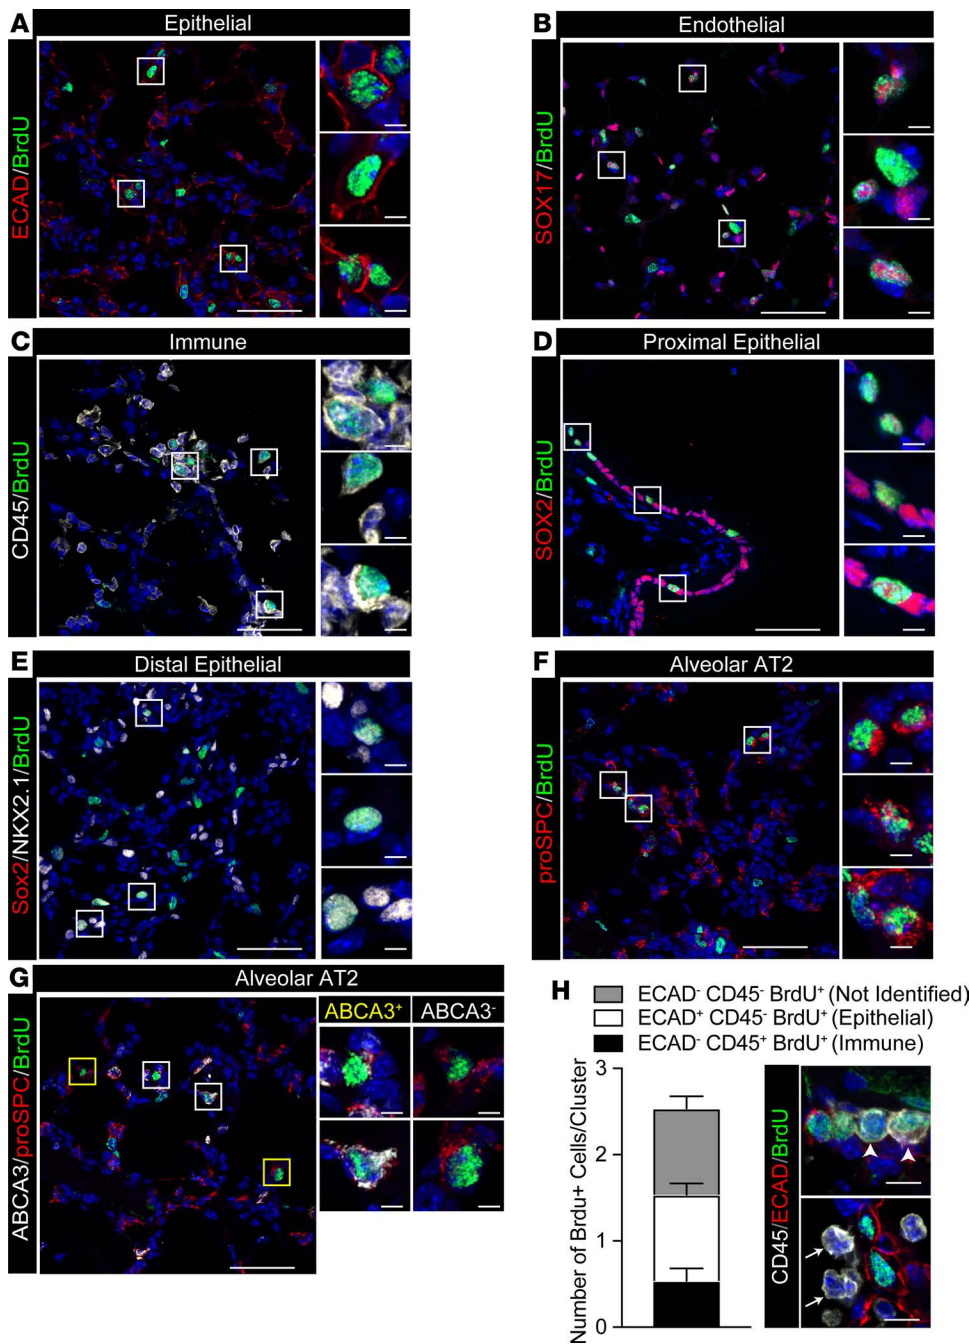 A
Epithelial
ECAD/BrdU
B
Endothelial
SOX17/BrdU
C
Immune
CD45/BrdU
D
Proximal Epithelial
SOX2/BrdU
E
Distal Epithelial
Sox2/NKX2.1/BrdU
F
Alveolar AT2
proSPC/BrdU
G
Alveolar AT2
ABCA3/proSPC/BrdU
ABCA3⁺
ABCA3⁻
H
ECAD⁻ CD45⁻ BrdU⁺ (Not Identified)
ECAD⁺ CD45⁻ BrdU⁺ (Epithelial)
ECAD⁻ CD45⁺ BrdU⁺ (Immune)
Number of Brdu+ Cells/Cluster
3
2
1
0
CD45/ECAD/BrdU